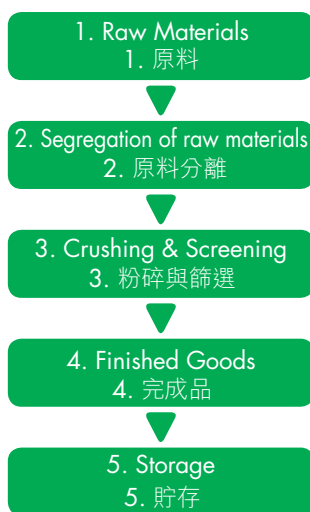 1. Raw Materials
1. 原料
2. Segregation of raw materials
2. 原料分離
3. Crushing & Screening
3. 粉碎與篩選
4. Finished Goods
4. 完成品
5. Storage
5. 貯存